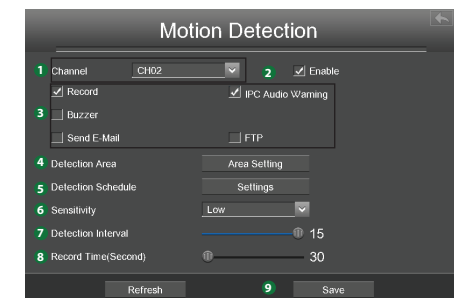 Motion Detection
1 Channel CH02 2 Enable
Record IPC Audio Warning
3 Buzzer
Send E-Mail FTP
4 Detection Area Area Setting
5 Detection Schedule Settings
6 Sensitivity Low
7 Detection Interval 15
8 Record Time(Second) 30
Refresh 9 Save